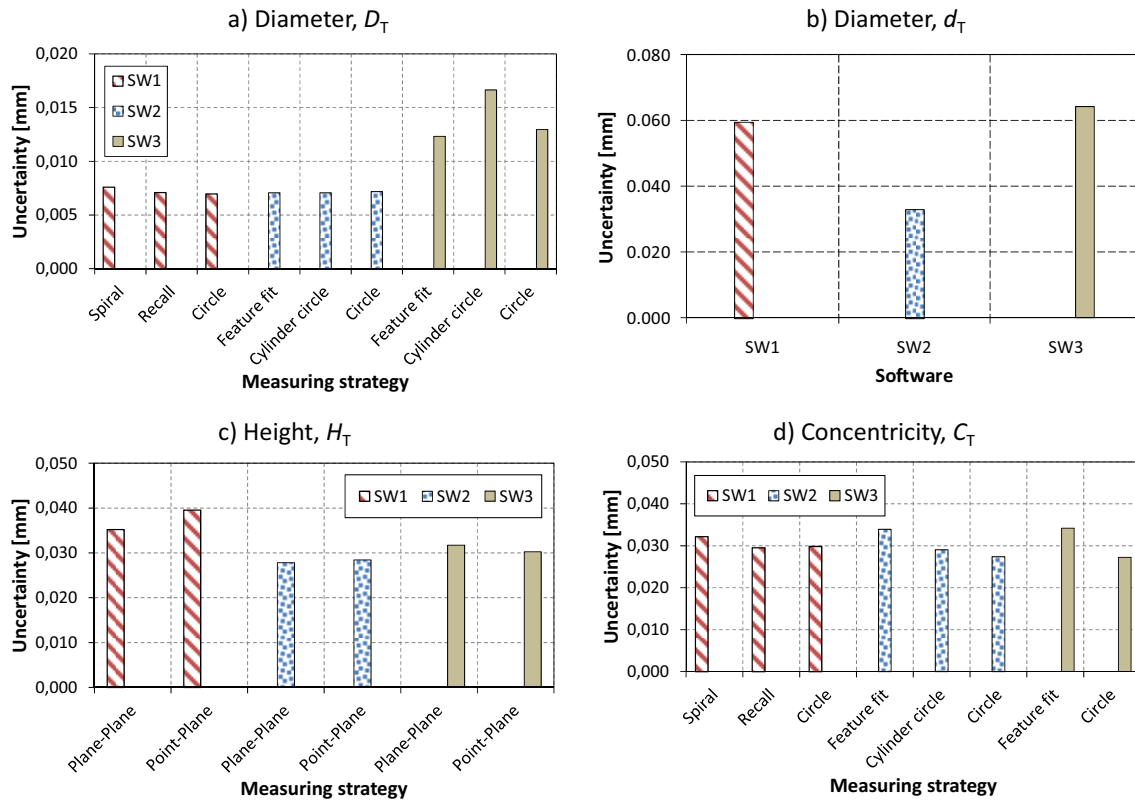 a) Diameter, D_T
Uncertainty [mm]
0,020
0,015
0,010
0,005
0,000
SW1
SW2
SW3
Spiral
Recall
Circle
Feature fit
Cylinder circle
Circle
Feature fit
Cylinder circle
Circle
Measuring strategy
b) Diameter, d_T
Uncertainty [mm]
0.080
0.060
0.040
0.020
0.000
SW1
SW2
SW3
Software
c) Height, H_T
Uncertainty [mm]
0,050
0,040
0,030
0,020
0,010
0,000
SW1 SW2 SW3
Plane-Plane
Point-Plane
Plane-Plane
Point-Plane
Plane-Plane
Point-Plane
Measuring strategy
d) Concentricity, C_T
Uncertainty [mm]
0,050
0,040
0,030
0,020
0,010
0,000
SW1 SW2 SW3
Spiral
Recall
Circle
Feature fit
Cylinder circle
Circle
Feature fit
Circle
Measuring strategy